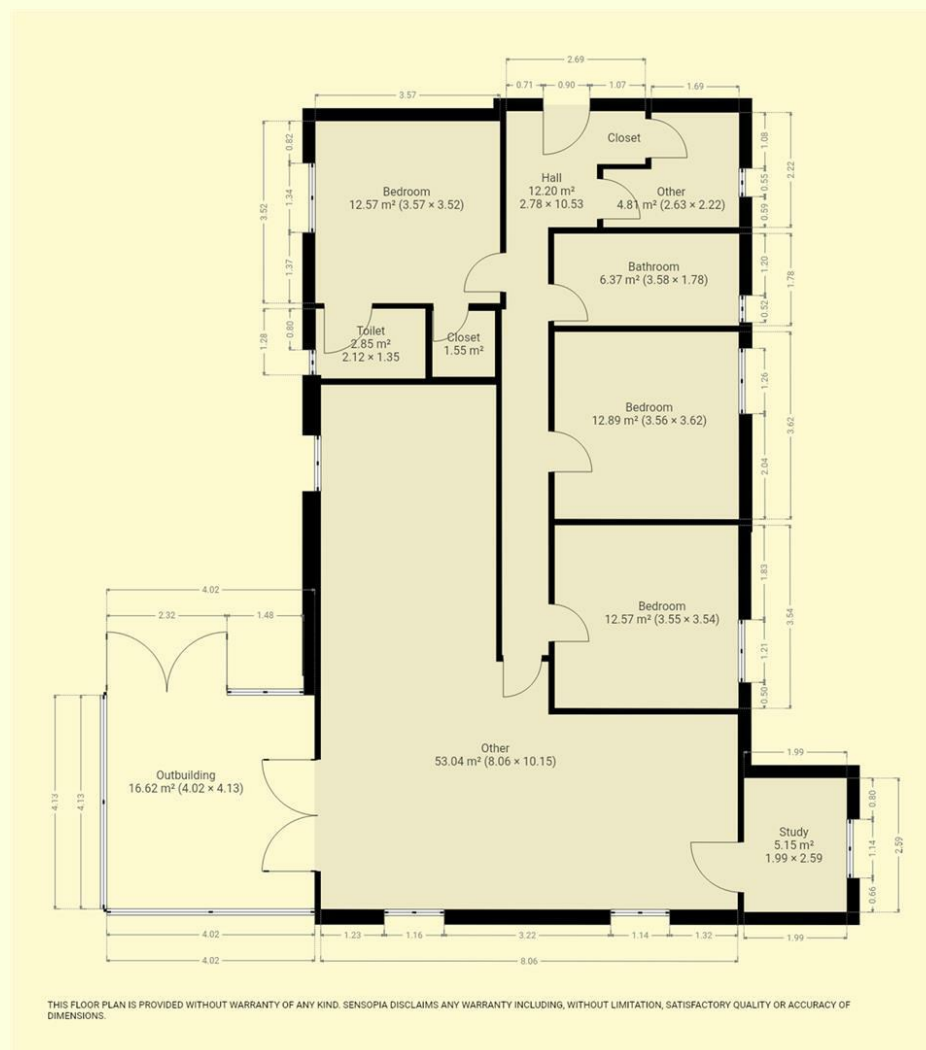 2.69
0.71 0.90 1.07 1.69
3.57
Closet
Hall
12.20 m²
2.78 × 10.53
Other
4.81 m² (2.63 × 2.22)
1.08
0.55
0.59
2.22
Bedroom
12.57 m² (3.57 × 3.52)
0.82
1.34
1.37
3.52
Bathroom
6.37 m² (3.58 × 1.78)
1.20
0.52
1.78
Toilet
2.85 m²
2.12 × 1.35
Closet
1.55 m²
0.80
1.28
Bedroom
12.89 m² (3.56 × 3.62)
1.26
2.04
3.62
Bedroom
12.57 m² (3.55 × 3.54)
1.83
1.21
0.50
3.54
4.02
2.32 1.48
Other
53.04 m² (8.06 × 10.15)
Outbuilding
16.62 m² (4.02 × 4.13)
4.13
4.13
1.99
Study
5.15 m²
1.99 × 2.59
0.80
1.14
0.66
2.59
4.02 1.23 1.16 3.22 1.14 1.32 1.99
4.02 8.06
THIS FLOOR PLAN IS PROVIDED WITHOUT WARRANTY OF ANY KIND. SENSOPIA DISCLAIMS ANY WARRANTY INCLUDING, WITHOUT LIMITATION, SATISFACTORY QUALITY OR ACCURACY OF
DIMENSIONS.